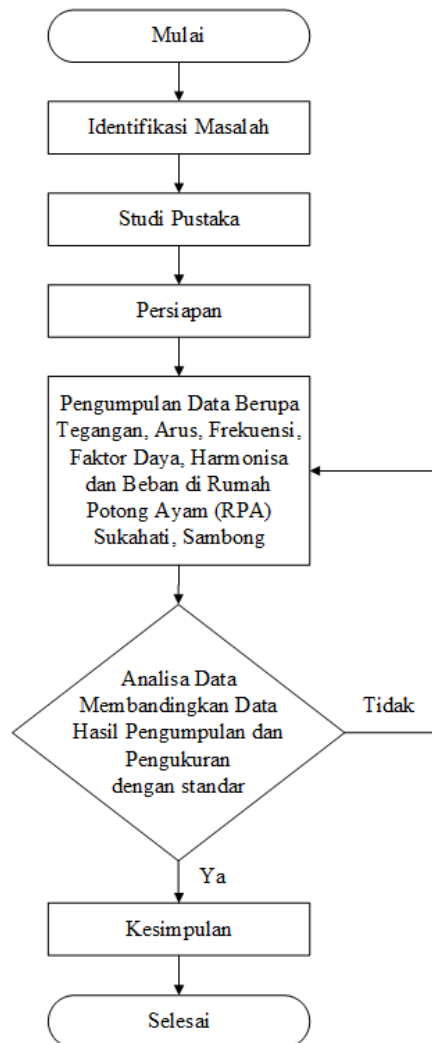 Mulai
Identifikasi Masalah
Studi Pustaka
Persiapan
Pengumpulan Data Berupa
Tegangan, Arus, Frekuensi,
Faktor Daya, Harmonisa
dan Beban di Rumah
Potong Ayam (RPA)
Sukahati, Sambong
Analisa Data
Membandingkan Data
Hasil Pengumpulan dan
Pengukuran
dengan standar
Tidak
Ya
Kesimpulan
Selesai